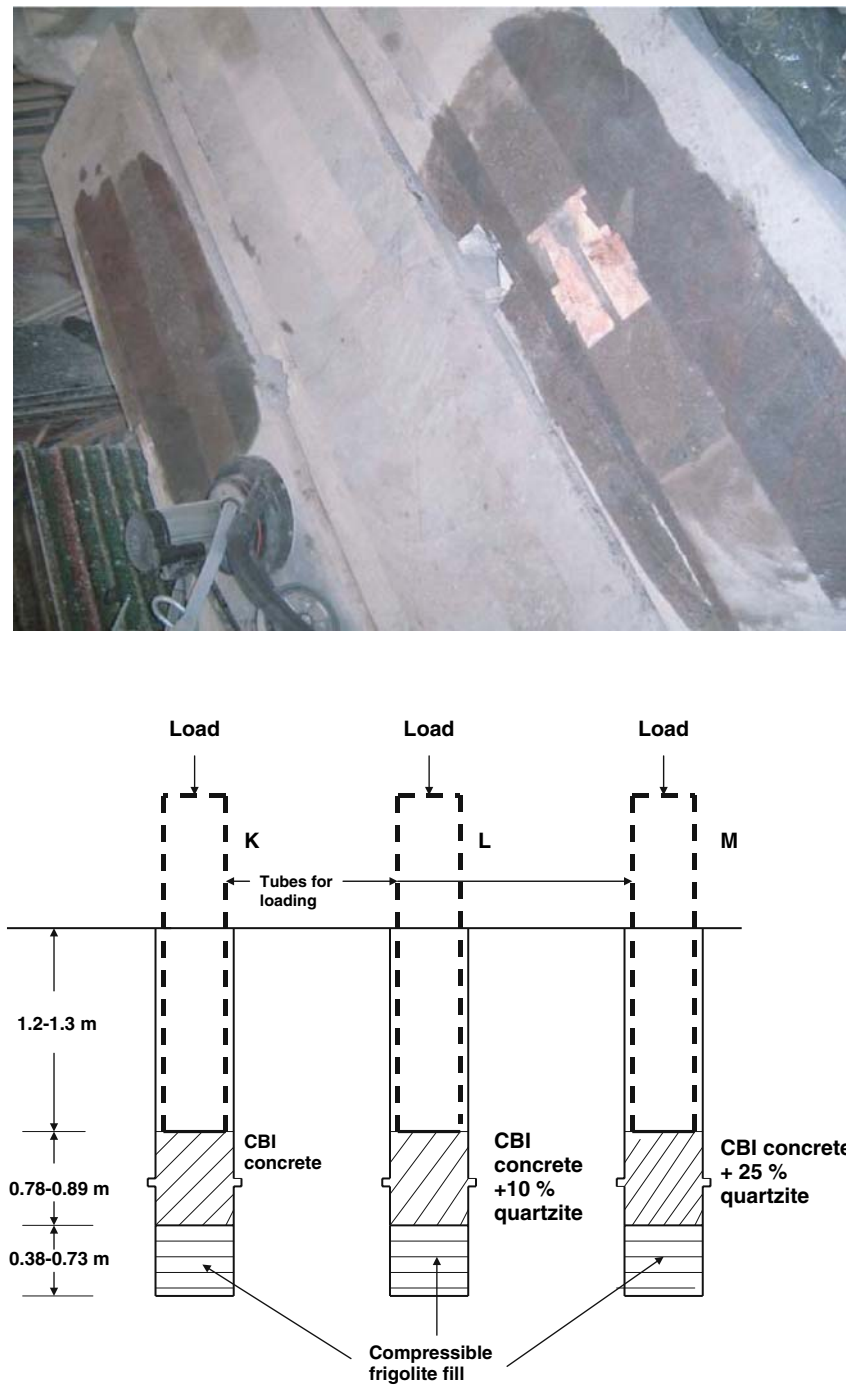 Load
Load
Load
K
L
M
Tubes for
loading
1.2-1.3 m
CBI
concrete
CBI
concrete
+10 %
quartzite
CBI concrete
+ 25 %
quartzite
0.78-0.89 m
0.38-0.73 m
Compressible
frigolite fill